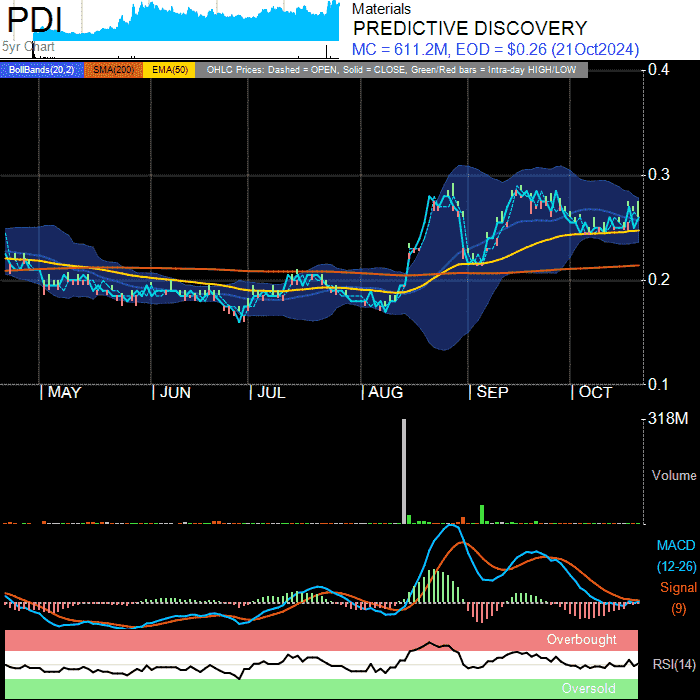 PDI
5yr Chart
Materials
PREDICTIVE DISCOVERY
MC = 611.2M, EOD = $0.26 (21Oct2024)
BollBands(20,2) SMA(200) EMA(50) OHLC Prices: Dashed = OPEN, Solid = CLOSE, Green/Red bars = Intra-day HIGH/LOW
0.4
0.3
0.2
0.1
MAY JUN JUL AUG SEP OCT
318M
Volume
MACD
(12-26)
Signal
(9)
Overbought
RSI(14)
Oversold